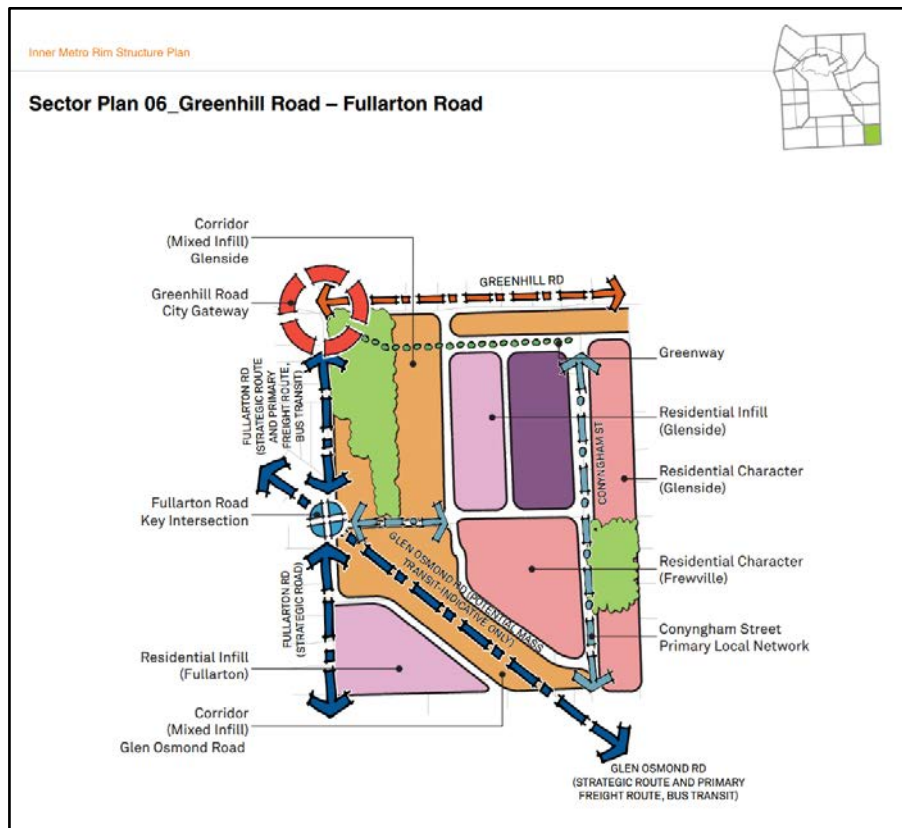 Inner Metro Rim Structure Plan
Sector Plan 06_Greenhill Road – Fullarton Road
Corridor
(Mixed Infill)
Glenside
Greenhill Road
City Gateway
GREENHILL RD
Greenway
FULLARTON RD
(STRATEGIC ROUTE
AND PRIMARY
FREIGHT ROUTE,
BUS TRANSIT)
Residential Infill
(Glenside)
CONYNGHAM ST
Residential Character
(Glenside)
Fullarton Road
Key Intersection
GLEN OSMOND RD (POTENTIAL MASS
TRANSIT-INDICATIVE ONLY)
Residential Character
(Frewville)
FULLARTON RD
(STRATEGIC ROAD)
Conyngham Street
Primary Local Network
Residential Infill
(Fullarton)
Corridor
(Mixed Infill)
Glen Osmond Road
GLEN OSMOND RD
(STRATEGIC ROUTE AND PRIMARY
FREIGHT ROUTE, BUS TRANSIT)